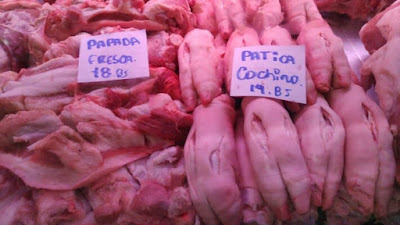 PAPADA
FRESCA.
18 Bs
PATICA
Cochino
19. Bs